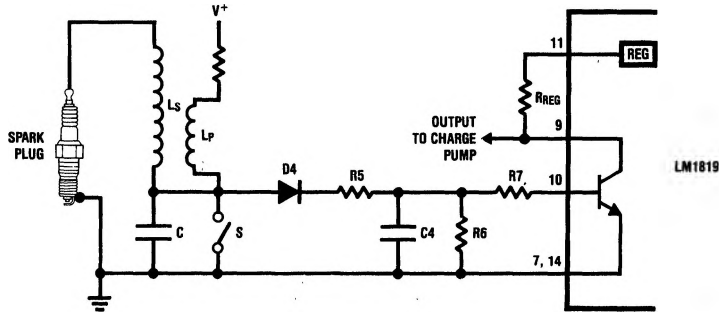 V+
11
REG
LS
RREG
SPARK
PLUG
LP
OUTPUT
TO CHARGE
PUMP
9
LM1819
D4
R5
R7
10
C
S
C4
R6
7, 14